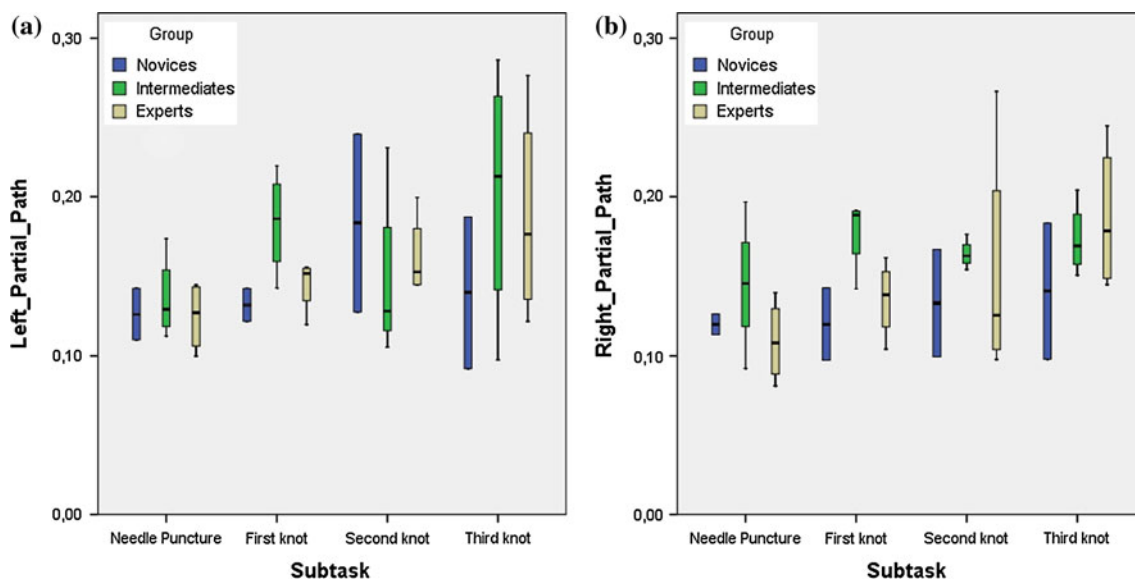 (a)
Group
Novices
Intermediates
Experts
0,30
0,20
0,10
0,00
Left_Partial_Path
Needle Puncture First knot Second knot Third knot
Subtask
(b)
Group
Novices
Intermediates
Experts
0,30
0,20
0,10
0,00
Right_Partial_Path
Needle Puncture First knot Second knot Third knot
Subtask